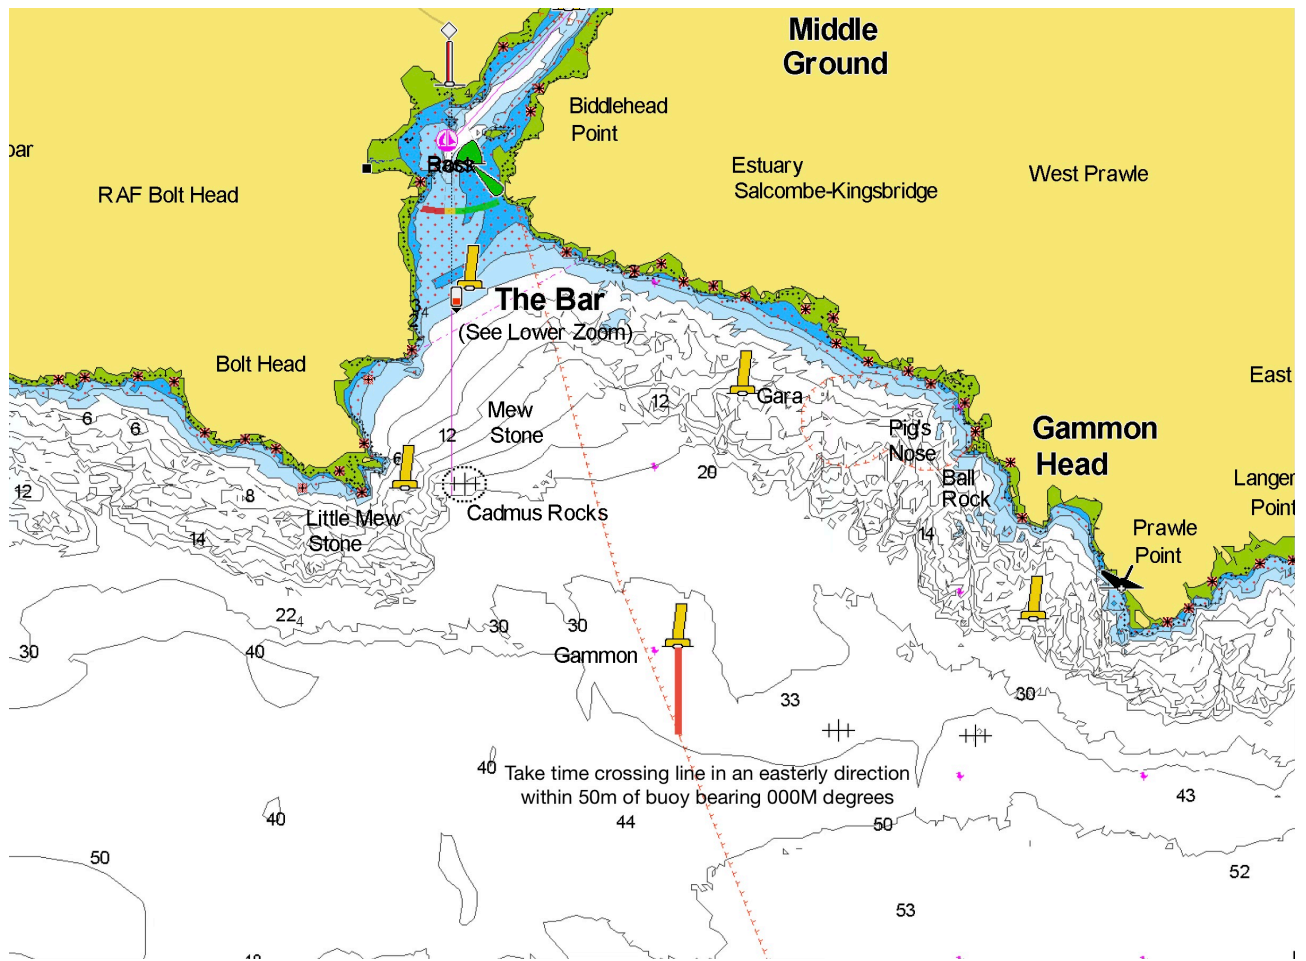 Middle
Ground
Biddlehead
Point
Estuary
Salcombe-Kingsbridge
West Prawle
RAF Bolt Head
4
The Bar
(See Lower Zoom)
Bolt Head
East
Gara
12
Mew
Stone
12
Gammon
Head
Pig's
Nose
6
6
6
20
4
Ball
Rock
12
8
Cadmus Rocks
Little Mew
Stone
14
14
Prawle
Point
22₄
30
30
30
40
Gammon
33
30
40
Take time crossing line in an easterly direction
within 50m of buoy bearing 000M degrees
43
40
44
50
50
52
53